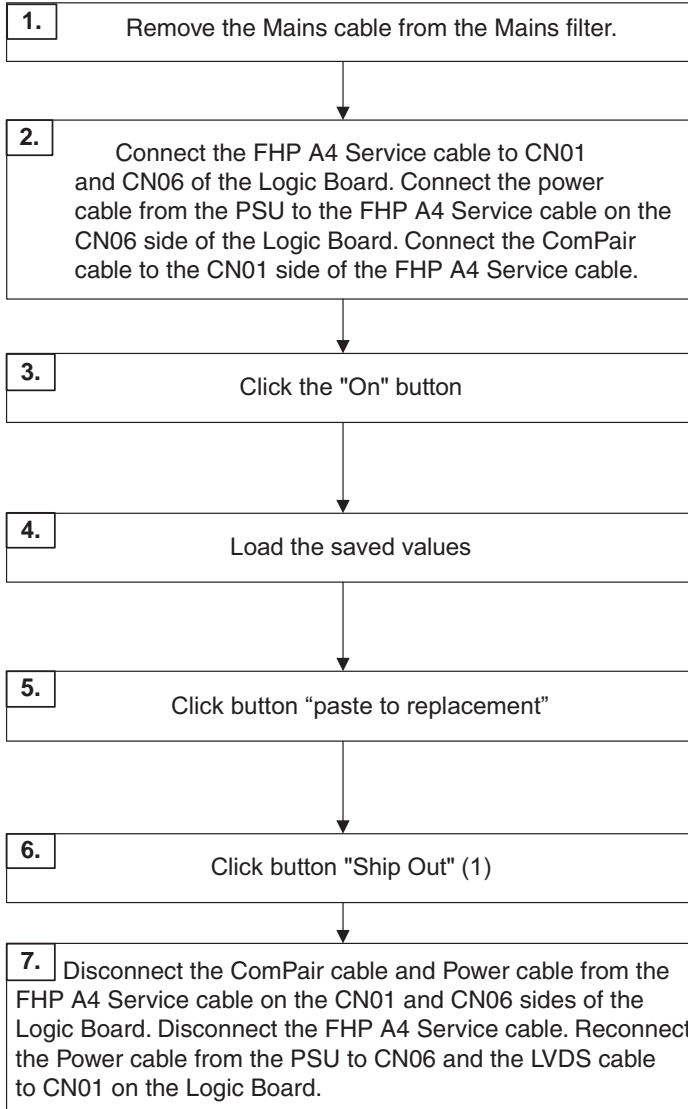 1.
Remove the Mains cable from the Mains filter.
2.
Connect the FHP A4 Service cable to CN01
and CN06 of the Logic Board. Connect the power
cable from the PSU to the FHP A4 Service cable on the
CN06 side of the Logic Board. Connect the ComPair
cable to the CN01 side of the FHP A4 Service cable.
3.
Click the "On" button
4.
Load the saved values
5.
Click button “paste to replacement”
6.
Click button "Ship Out" (1)
7. Disconnect the ComPair cable and Power cable from the
FHP A4 Service cable on the CN01 and CN06 sides of the
Logic Board. Disconnect the FHP A4 Service cable. Reconnect
the Power cable from the PSU to CN06 and the LVDS cable
to CN01 on the Logic Board.